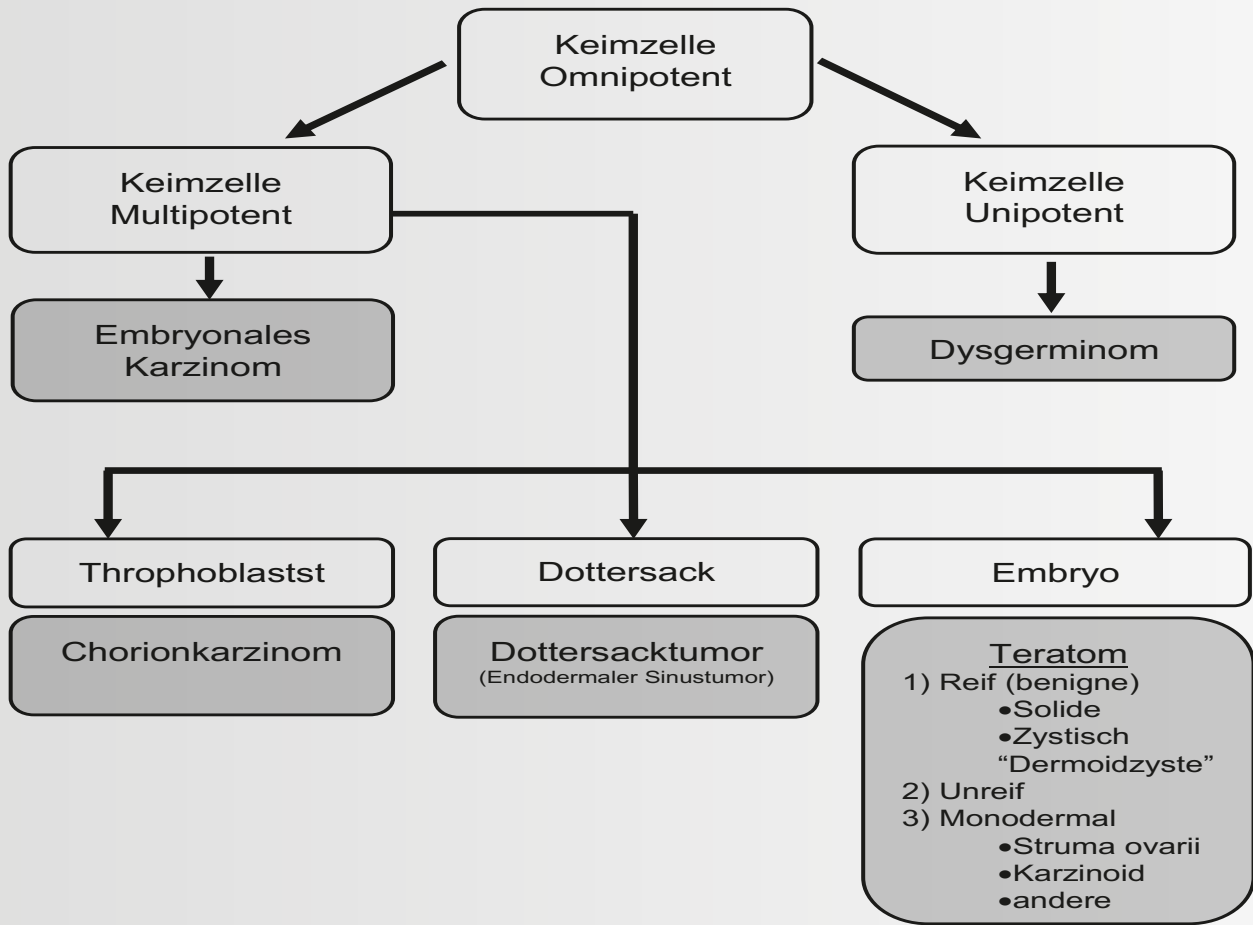 Keimzelle
Omnipotent
Keimzelle
Multipotent
Keimzelle
Unipotent
Embryonales
Karzinom
Dysgerminom
Throphoblastst
Dottersack
Embryo
Chorionkarzinom
Dottersacktumor
(Endodermaler Sinustumor)
Teratom
1) Reif (benigne)
•Solide
•Zystisch
“Dermoidzyste”
2) Unreif
3) Monodermal
•Struma ovarii
•Karzinoid
•andere